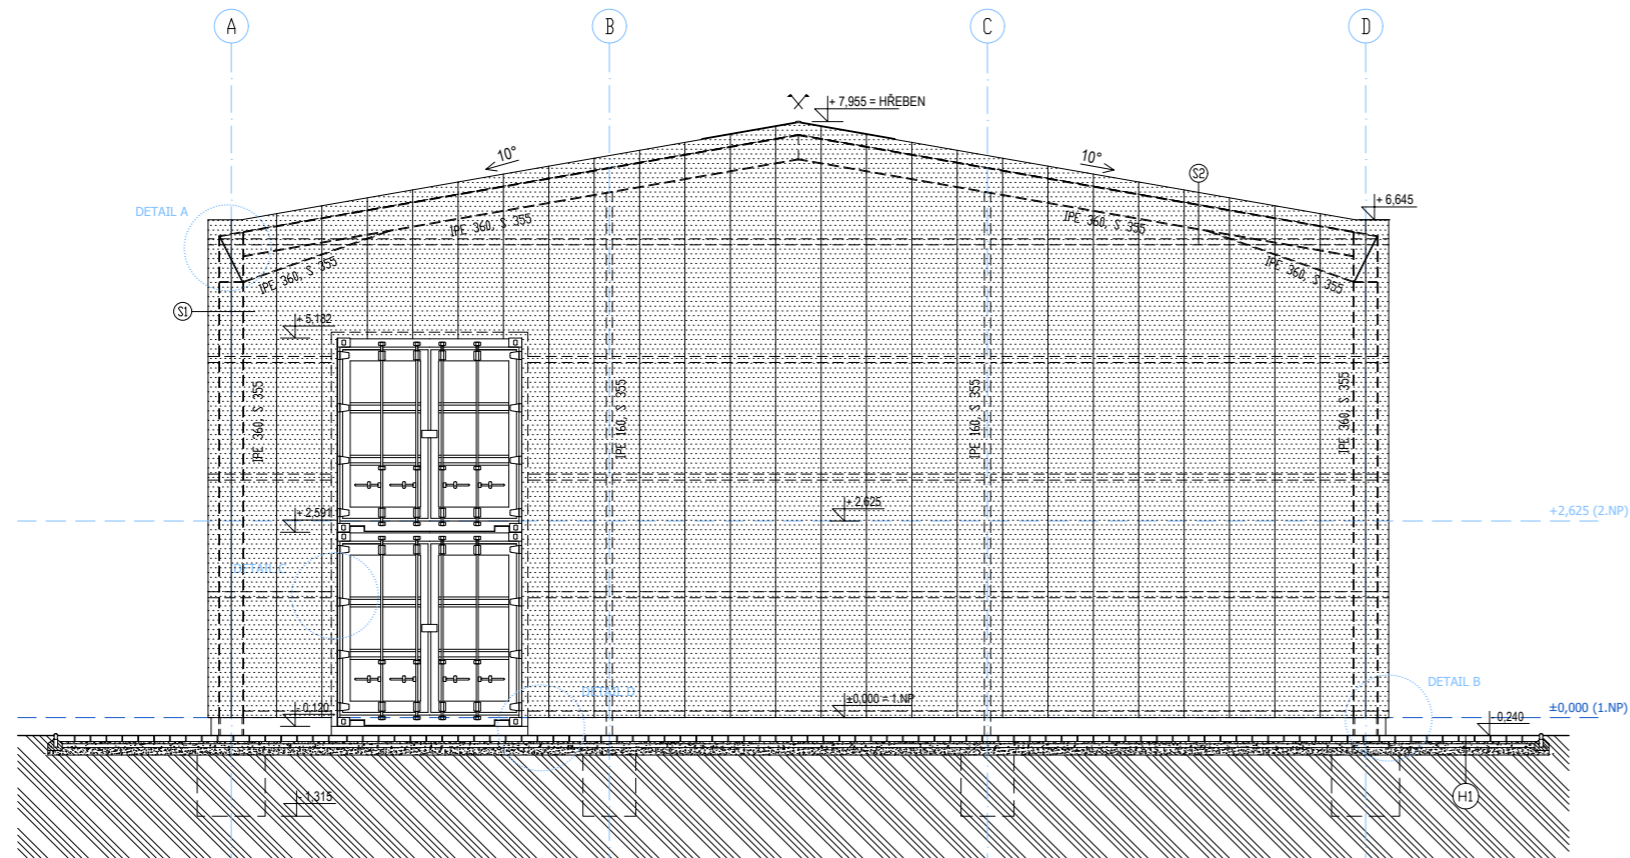 A
B
C
D
+ 7,955 = HŘEBEN
10°
10°
S2
DETAIL A
+ 6,645
IPE 360, S 355
IPE 360, S 355
IPE 360, S 355
IPE 360, S 355
S1
+ 5,182
IPE 360, S 355
IPE 160, S 355
IPE 160, S 355
IPE 360, S 355
+ 2,591
+ 2,625
+2,625 (2.NP)
DETAIL C
DETAIL D
DETAIL B
- 0,120
±0,000 = 1.NP
±0,000 (1.NP)
- 0,240
- 1,315
H1